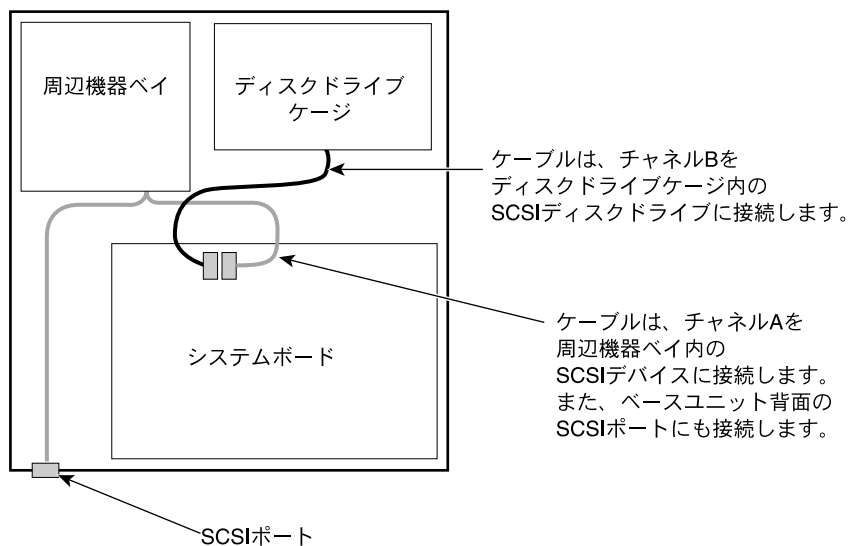 周辺機器ベイ
ディスクドライブ
ケージ
ケーブルは、チャネルBを
ディスクドライブケージ内の
SCSIディスクドライブに接続します。
システムボード
ケーブルは、チャネルAを
周辺機器ベイ内の
SCSIデバイスに接続します。
また、ベースユニット背面の
SCSIポートにも接続します。
SCSIポート